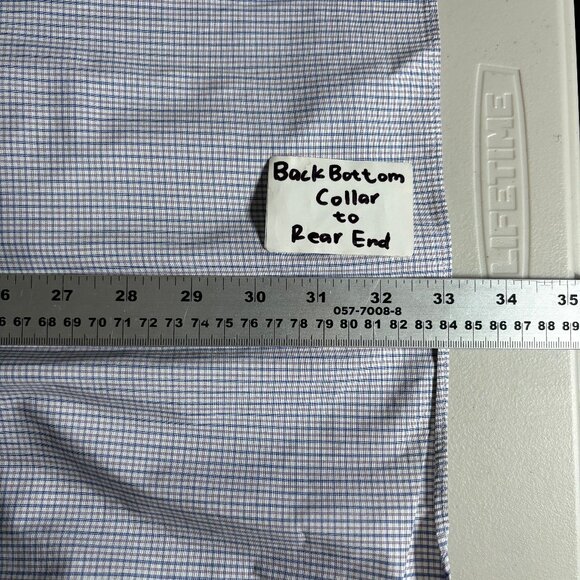 Back Bottom
Collar
to
Rear End
LIFETIME
6 27 28 29 30 31 32 33 34 35
057-7008-8
66 67 68 69 70 71 72 73 74 75 76 77 78 79 80 81 82 83 84 85 86 87 88 89